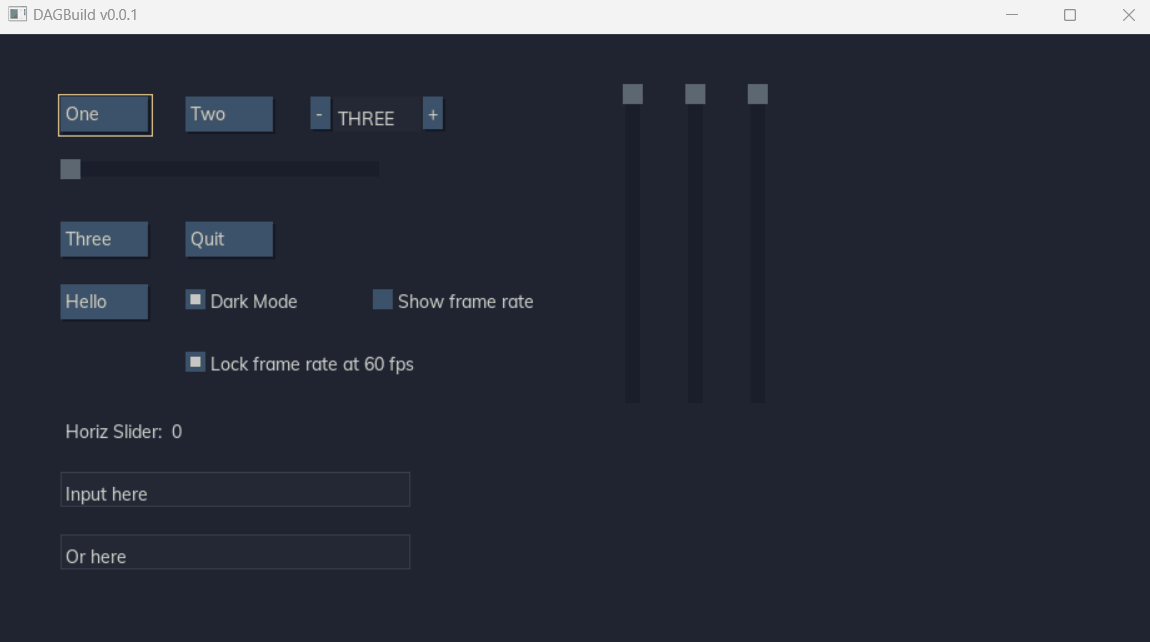 DAGBuild v0.0.1
One Two - THREE +
Three Quit
Hello Dark Mode Show frame rate
Lock frame rate at 60 fps
Horiz Slider: 0
Input here
Or here